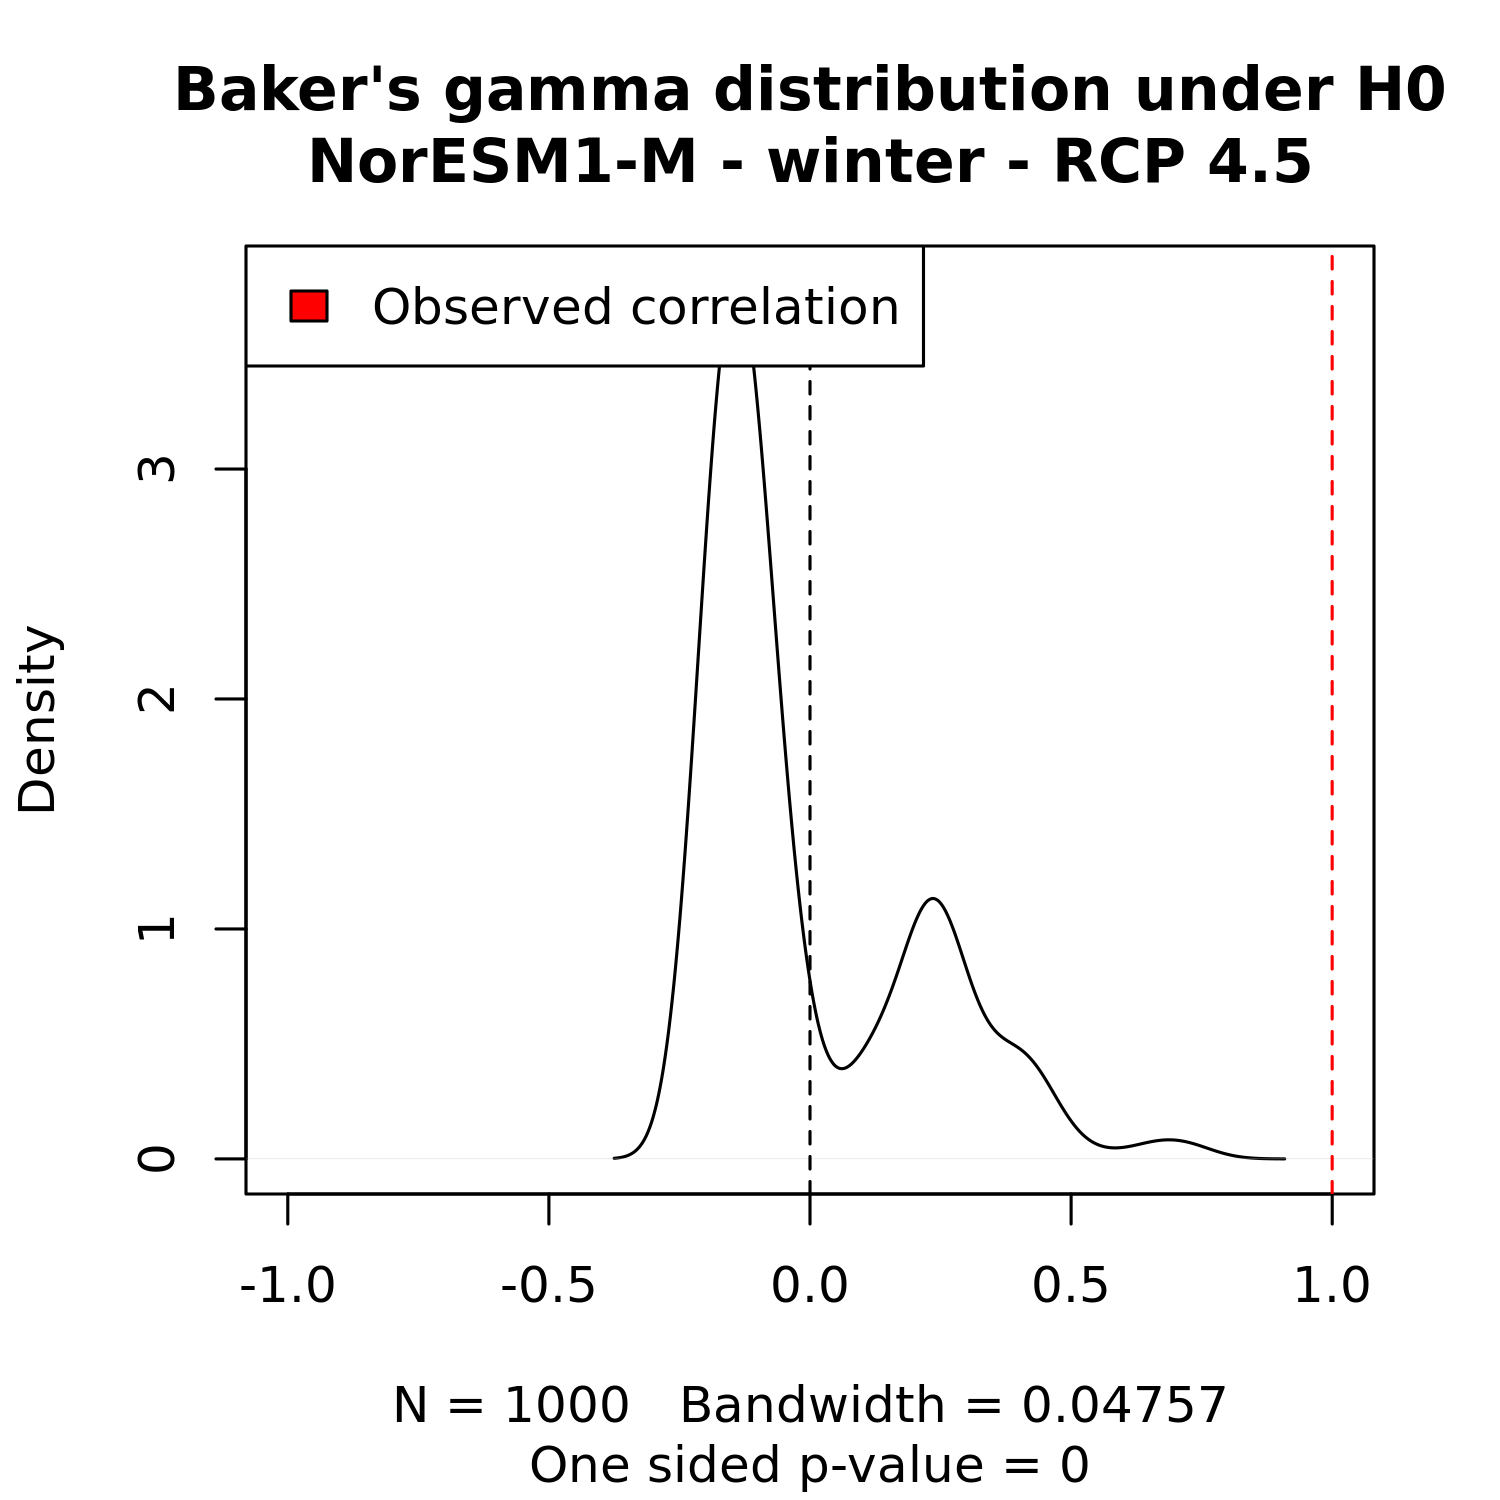 Baker's gamma distribution under H0
NorESM1-M - winter - RCP 4.5
Observed correlation
Density
3
2
1
0
-1.0 -0.5 0.0 0.5 1.0
N = 1000 Bandwidth = 0.04757
One sided p-value = 0